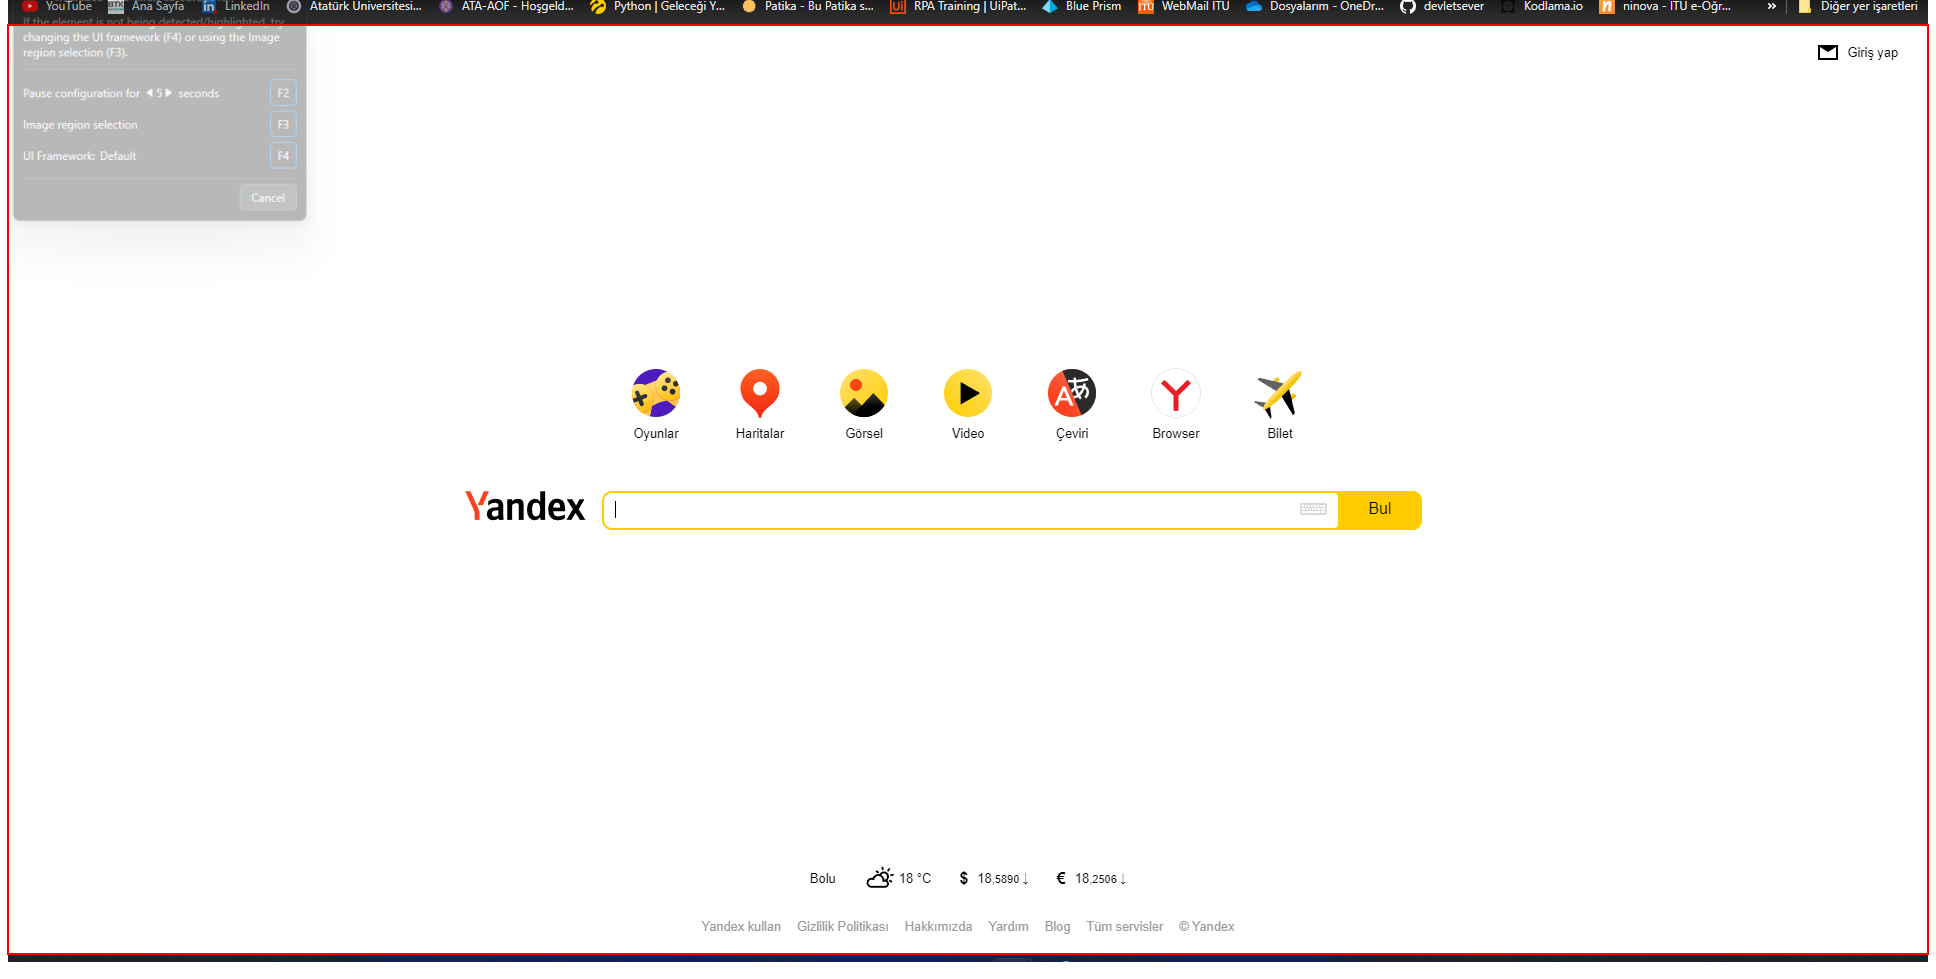 YouTube Ana Sayfa LinkedIn Atatürk Üniversitesi... ATA-AOF - Hoşgeld... Python | Geleceği Y... Patika - Bu Patika s... RPA Training | UiPat... Blue Prism WebMail ITU Dosyalarım - OneDr... devletsever Kodlama.io ninova - ITU e-Öğr... » Diğer yer işaretleri
If the element is not being detected/highlighted, try
changing the UI framework (F4) or using the Image
region selection (F3).
Giriş yap
Pause configuration for 5 seconds F2
Image region selection F3
UI Framework: Default F4
Cancel
Oyunlar Haritalar Görsel Video Çeviri Browser Bilet
Yandex Bul
Bolu 18 °C $ 18,5890 ↓ € 18,2506 ↓
Yandex kullan Gizlilik Politikası Hakkımızda Yardım Blog Tüm servisler © Yandex